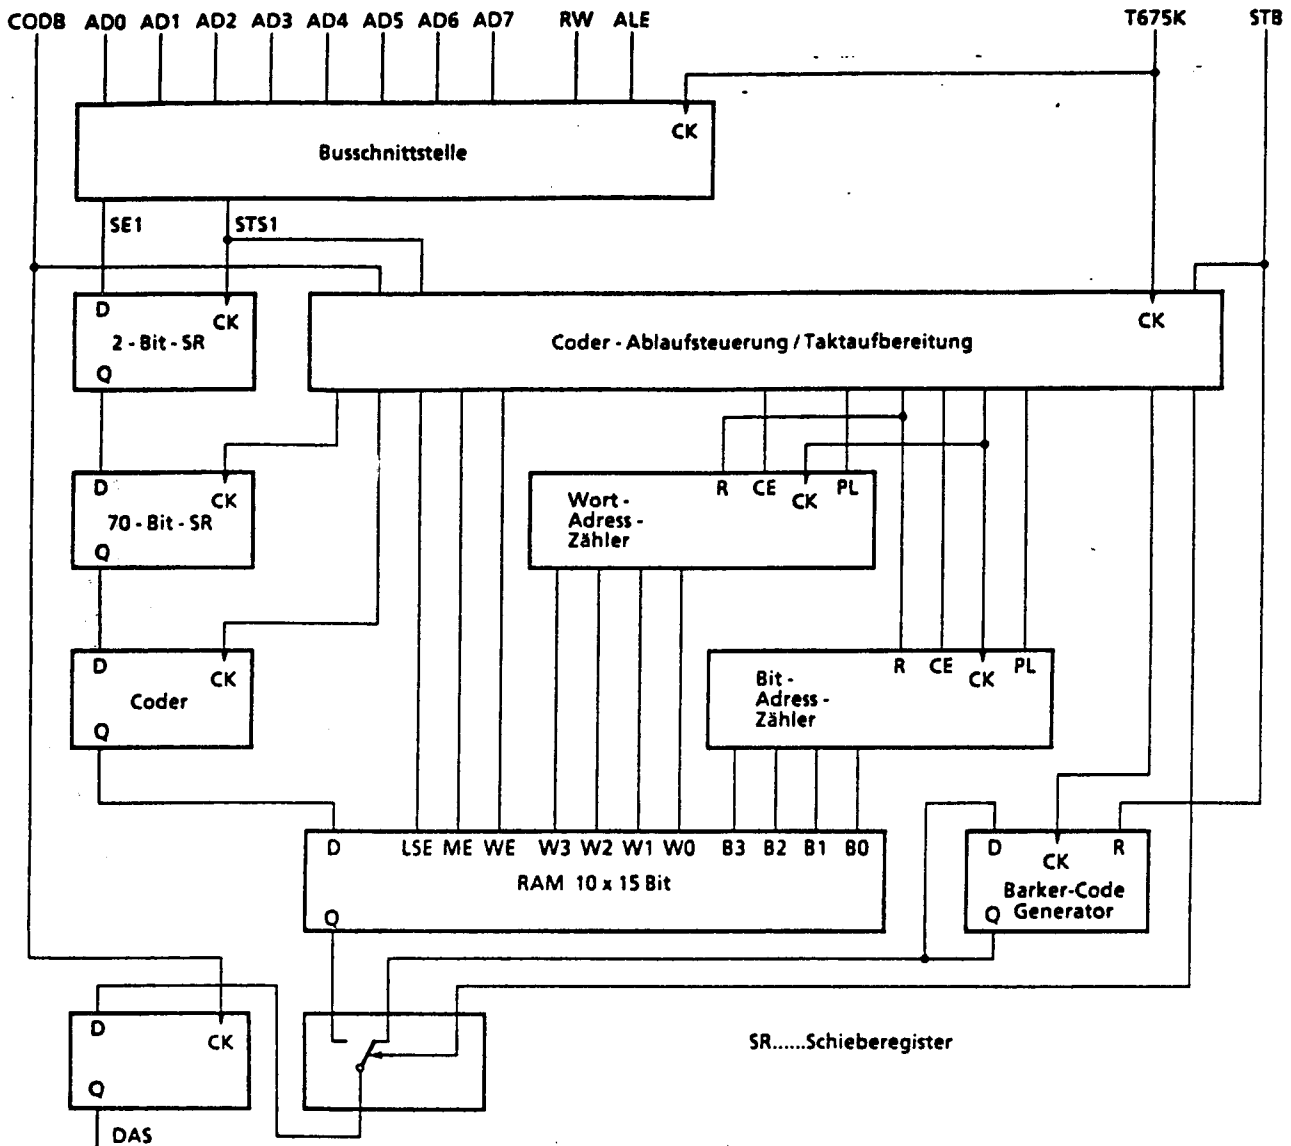 CODB AD0 AD1 AD2 AD3 AD4 AD5 AD6 AD7 RW ALE T675K STB
CK
Busschnittstelle
SE1 STS1
D CK
2 - Bit - SR
Q
CK
Coder - Ablaufsteuerung / Taktaufbereitung
D CK
70 - Bit - SR
Q
R CE CK PL
Wort -
Adress -
Zähler
D CK
Coder
Q
R CE CK PL
Bit -
Adress -
Zähler
D LSE ME WE W3 W2 W1 W0 B3 B2 B1 B0
RAM 10 x 15 Bit
Q
D CK R
Barker-Code
Q Generator
D CK
Q
SR......Schieberegister
DAS